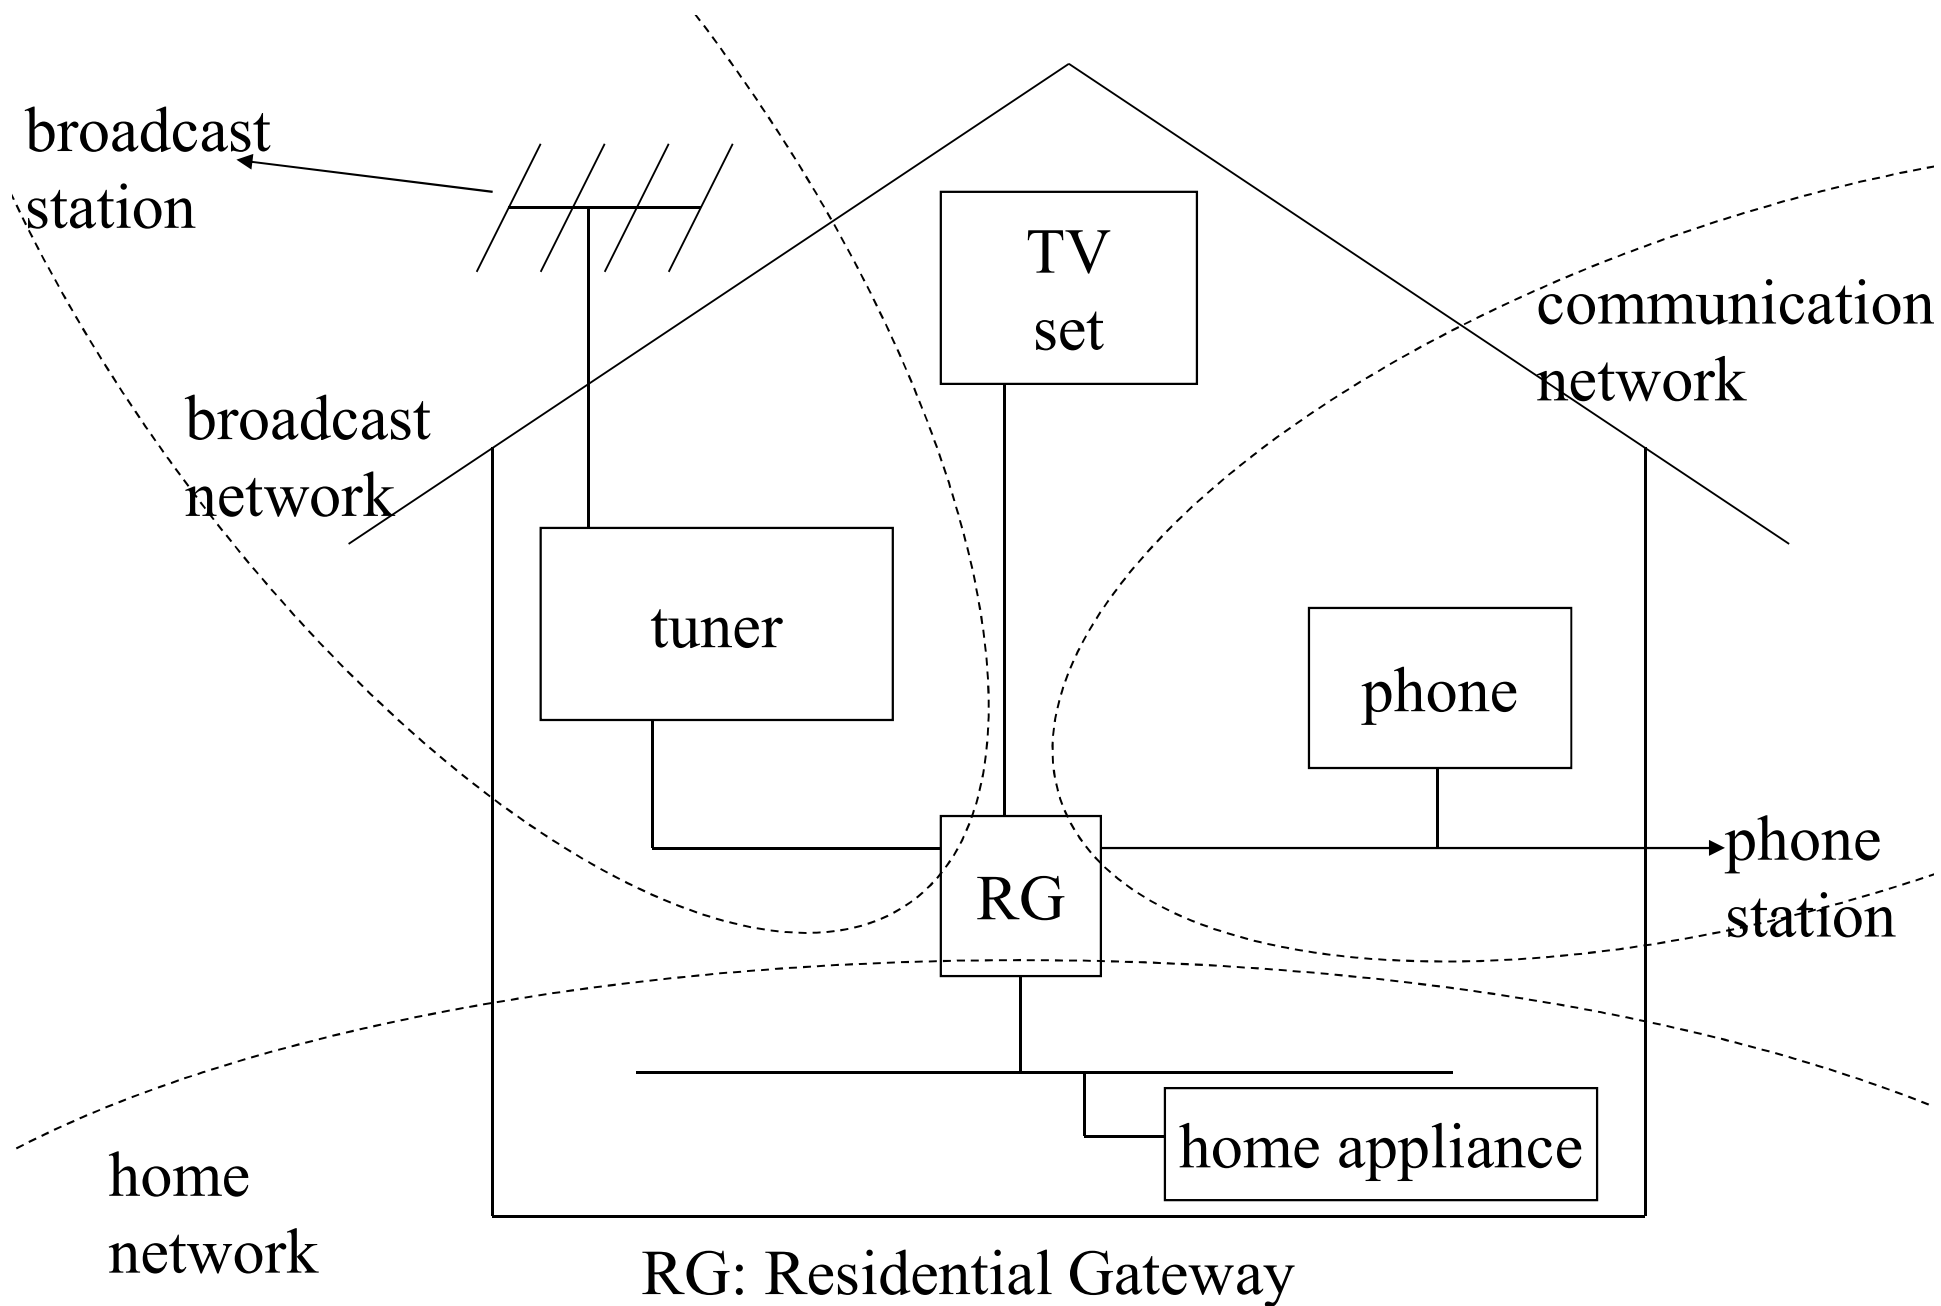 broadcast
station
TV
set
communication
network
broadcast
network
tuner
phone
phone
station
RG
home appliance
home
network
RG: Residential Gateway